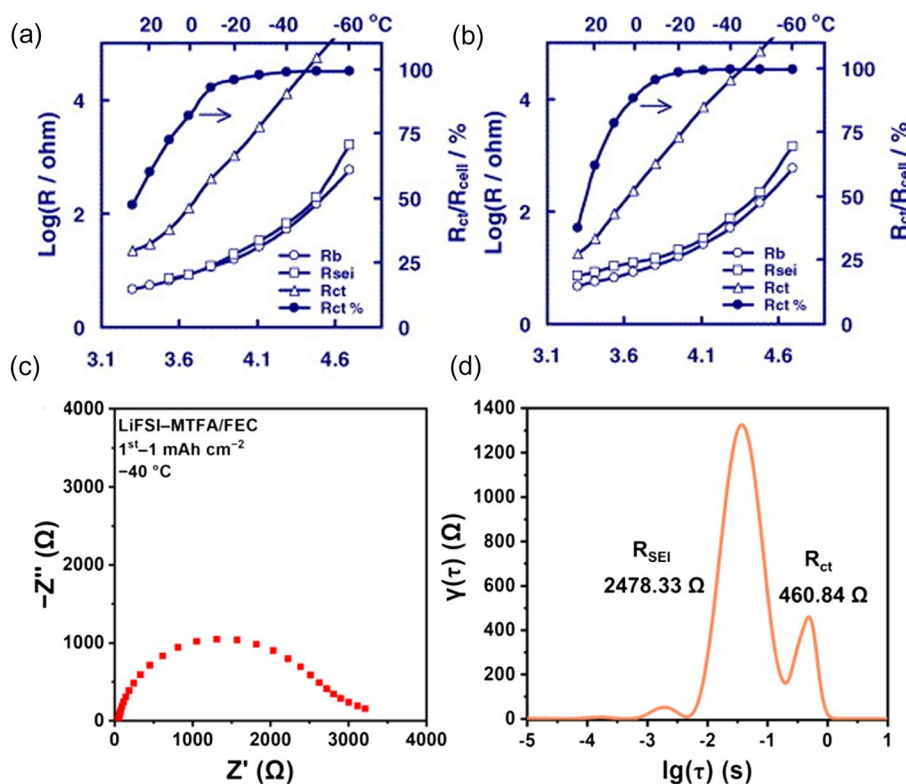 (a)
20 0 -20 -40 -60 °C
Log(R / ohm)
4
2
0
100
75
50
25
0
Rct/Rcell / %
Rb
Rsei
Rct
Rct %
3.1 3.6 4.1 4.6
(b)
20 0 -20 -40 -60 °C
Log(R / ohm)
4
2
0
100
75
50
25
0
Rct/Rcell / %
Rb
Rsei
Rct
Rct %
3.1 3.6 4.1 4.6
(c)
LiFSI–MTFA/FEC
1st–1 mAh cm−2
−40 °C
−Z'' (Ω)
4000
3000
2000
1000
0
0 1000 2000 3000 4000
Z' (Ω)
(d)
γ(τ) (Ω)
1400
1200
1000
800
600
400
200
0
RSEI
2478.33 Ω
Rct
460.84 Ω
-5 -4 -3 -2 -1 0 1
lg(τ) (s)